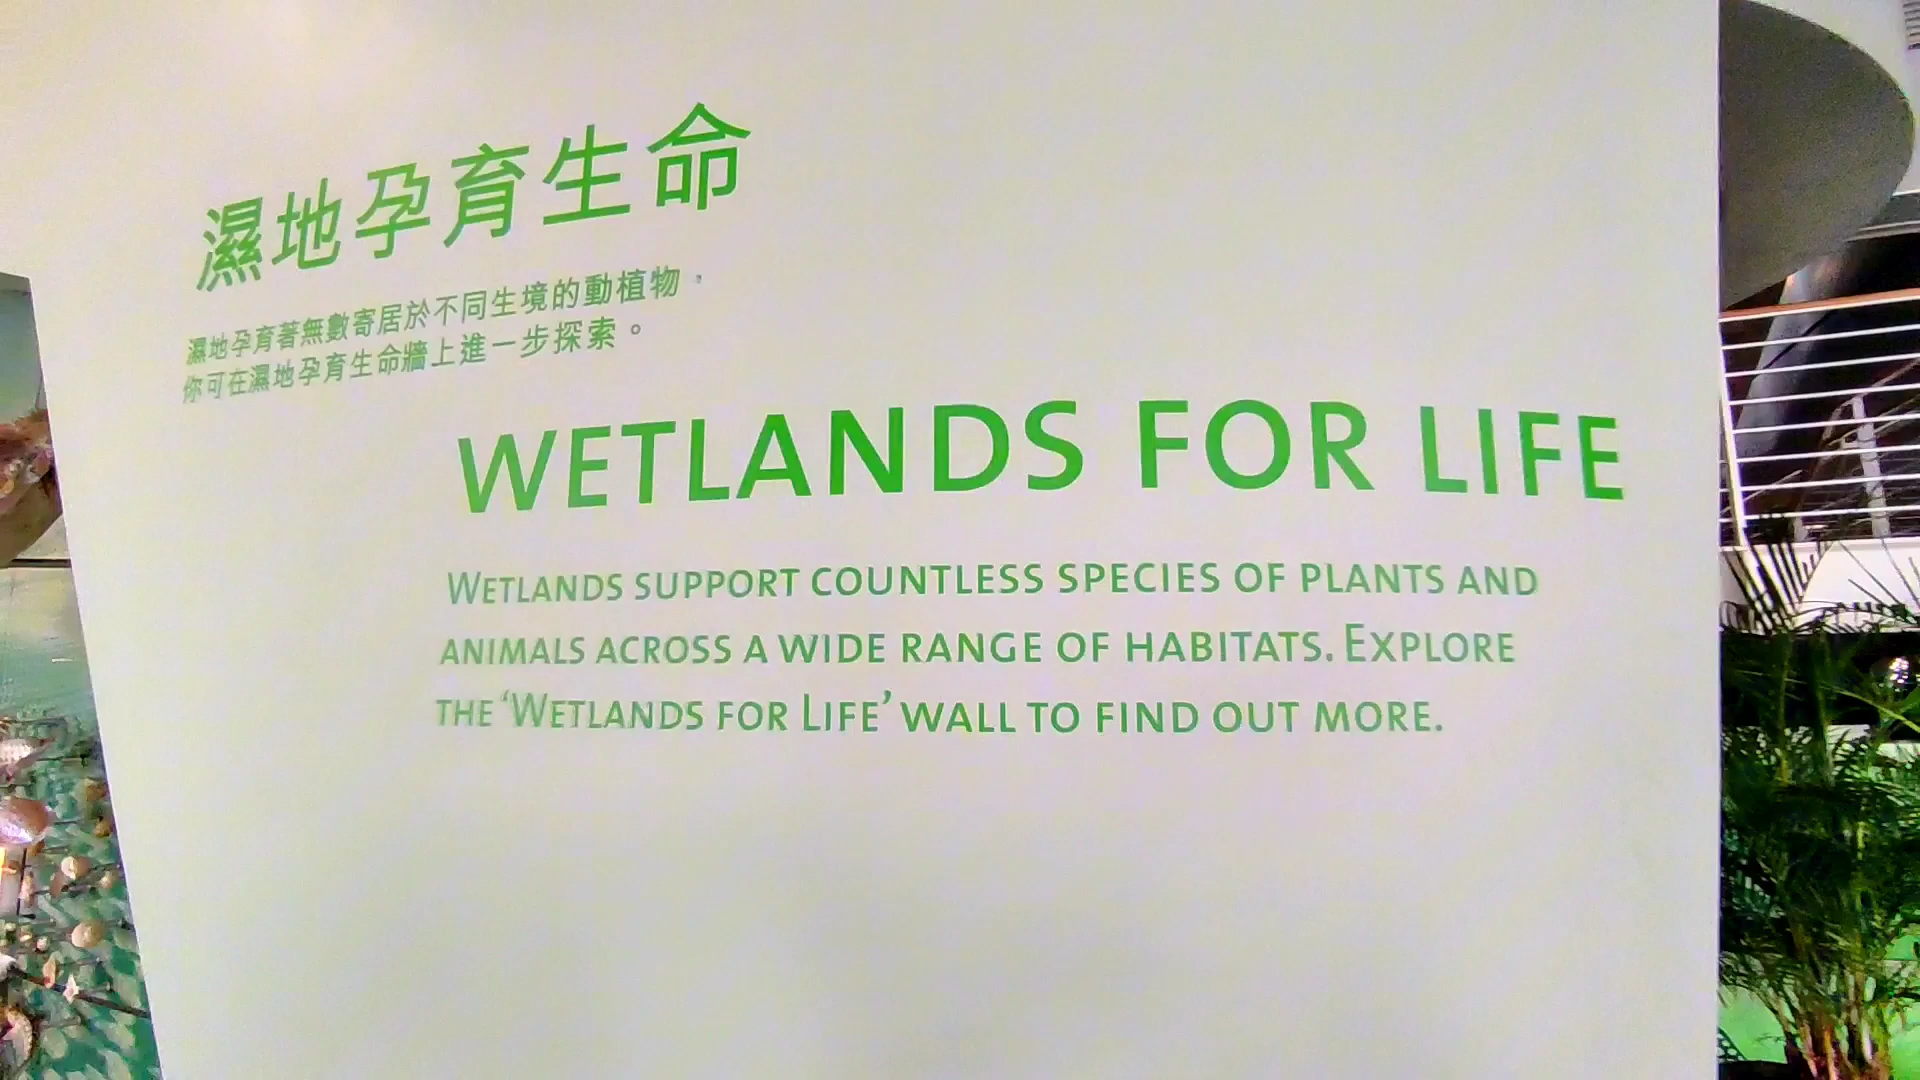 濕地孕育生命
濕地孕育著無數寄居於不同生境的動植物，
你可在濕地孕育生命牆上進一步探索。
WETLANDS FOR LIFE
WETLANDS SUPPORT COUNTLESS SPECIES OF PLANTS AND
ANIMALS ACROSS A WIDE RANGE OF HABITATS. EXPLORE
THE ‘WETLANDS FOR LIFE’ WALL TO FIND OUT MORE.